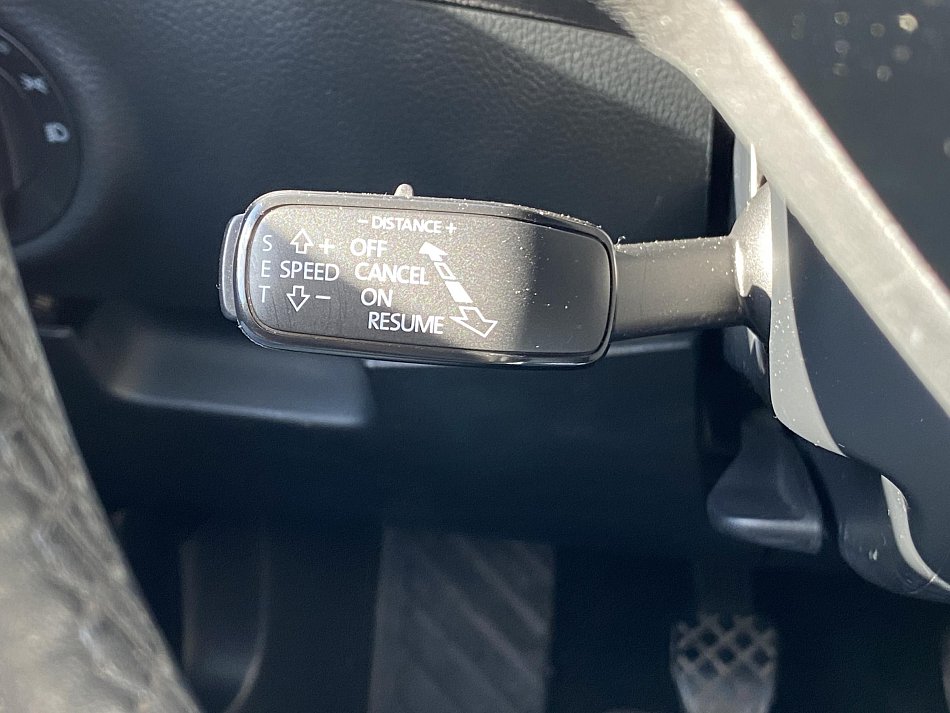 - DISTANCE +
S + OFF
E SPEED CANCEL
T - ON
RESUME